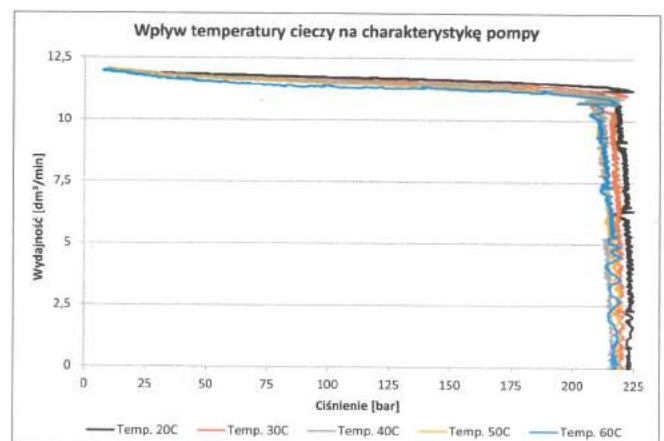 Wpływ temperatury cieczy na charakterystykę pompy
12,5
10
7,5
5
2,5
0
Wydajność [dm³/min]
0 25 50 75 100 125 150 175 200 225
Ciśnienie [bar]
Temp. 20C Temp. 30C Temp. 40C Temp. 50C Temp. 60C